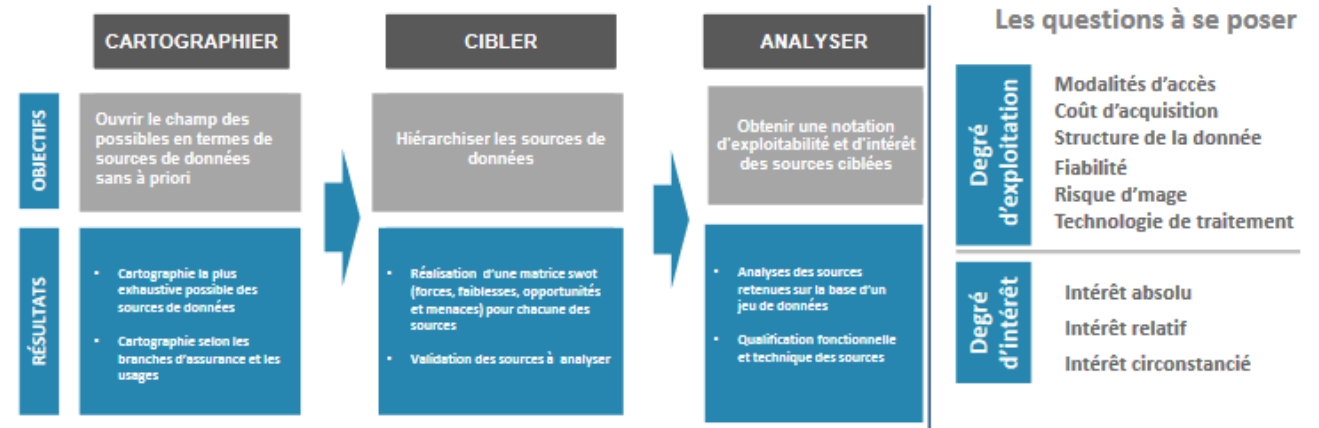 CARTOGRAPHIER
CIBLER
ANALYSER
OBJECTIFS
Ouvrir le champ des
possibles en termes de
sources de données
sans à priori
Hiérarchiser les sources de
données
Obtenir une notation
d'exploitabilité et d'intérêt
des sources ciblées
RÉSULTATS
• Cartographie la plus
exhaustive possible des
sources de données
• Cartographie selon les
branches d'assurance et les
usages
• Réalisation d'une matrice swot
(forces, faiblesses, opportunités
et menaces) pour chacune des
sources
• Validation des sources à analyser
• Analyses des sources
retenues sur la base d'un
jeu de données
• Qualification fonctionnelle
et technique des sources
Les questions à se poser
Degré
d'exploitation
Modalités d'accès
Coût d'acquisition
Structure de la donnée
Fiabilité
Risque d'mage
Technologie de traitement
Degré
d'intérêt
Intérêt absolu
Intérêt relatif
Intérêt circonstancié